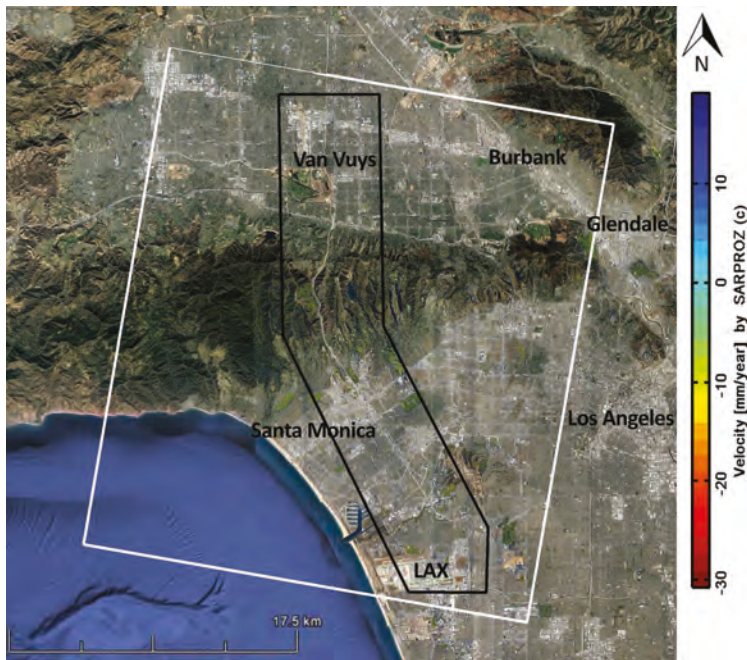 N
Van Vuys
Burbank
Glendale
Santa Monica
Los Angeles
LAX
17.5 km
10
0
-10
-20
-30
Velocity [mm/year] by SARPROZ (c)